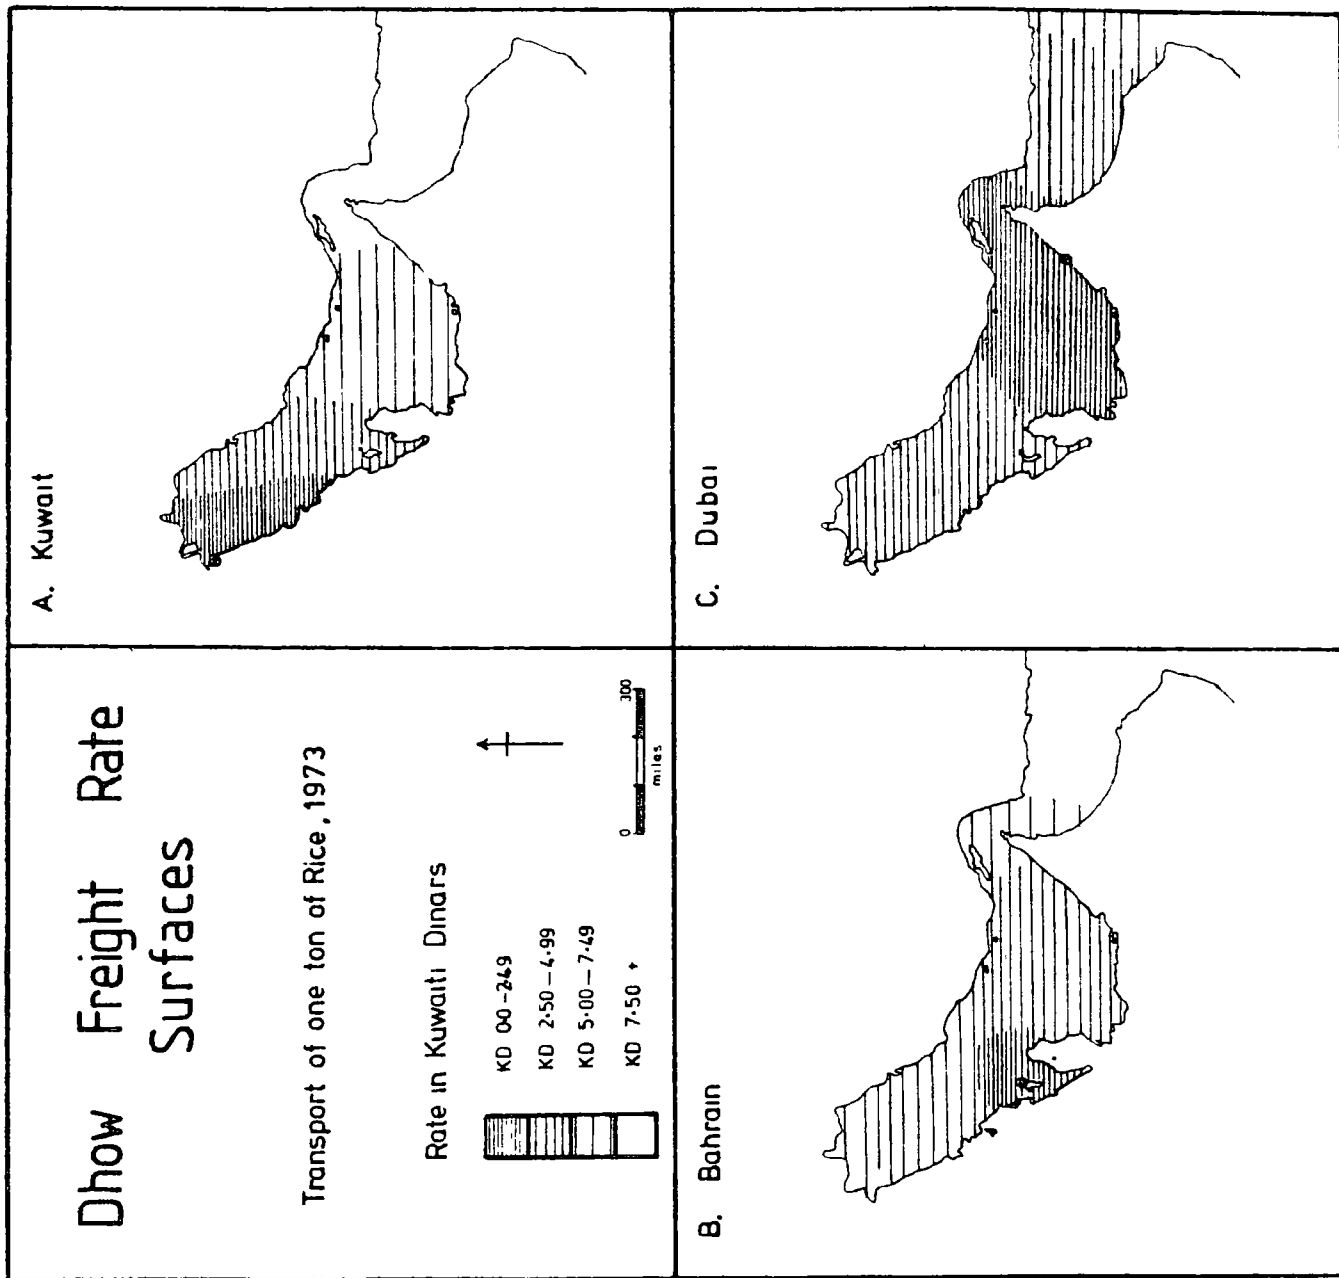 Dhow Freight Rate
Surfaces
Transport of one ton of Rice, 1973
Rate in Kuwaiti Dinars
KD 0·0-2·49
KD 2·50-4·99
KD 5·00-7·49
KD 7·50 +
0 300
miles
A. Kuwait
B. Bahrain
C. Dubai